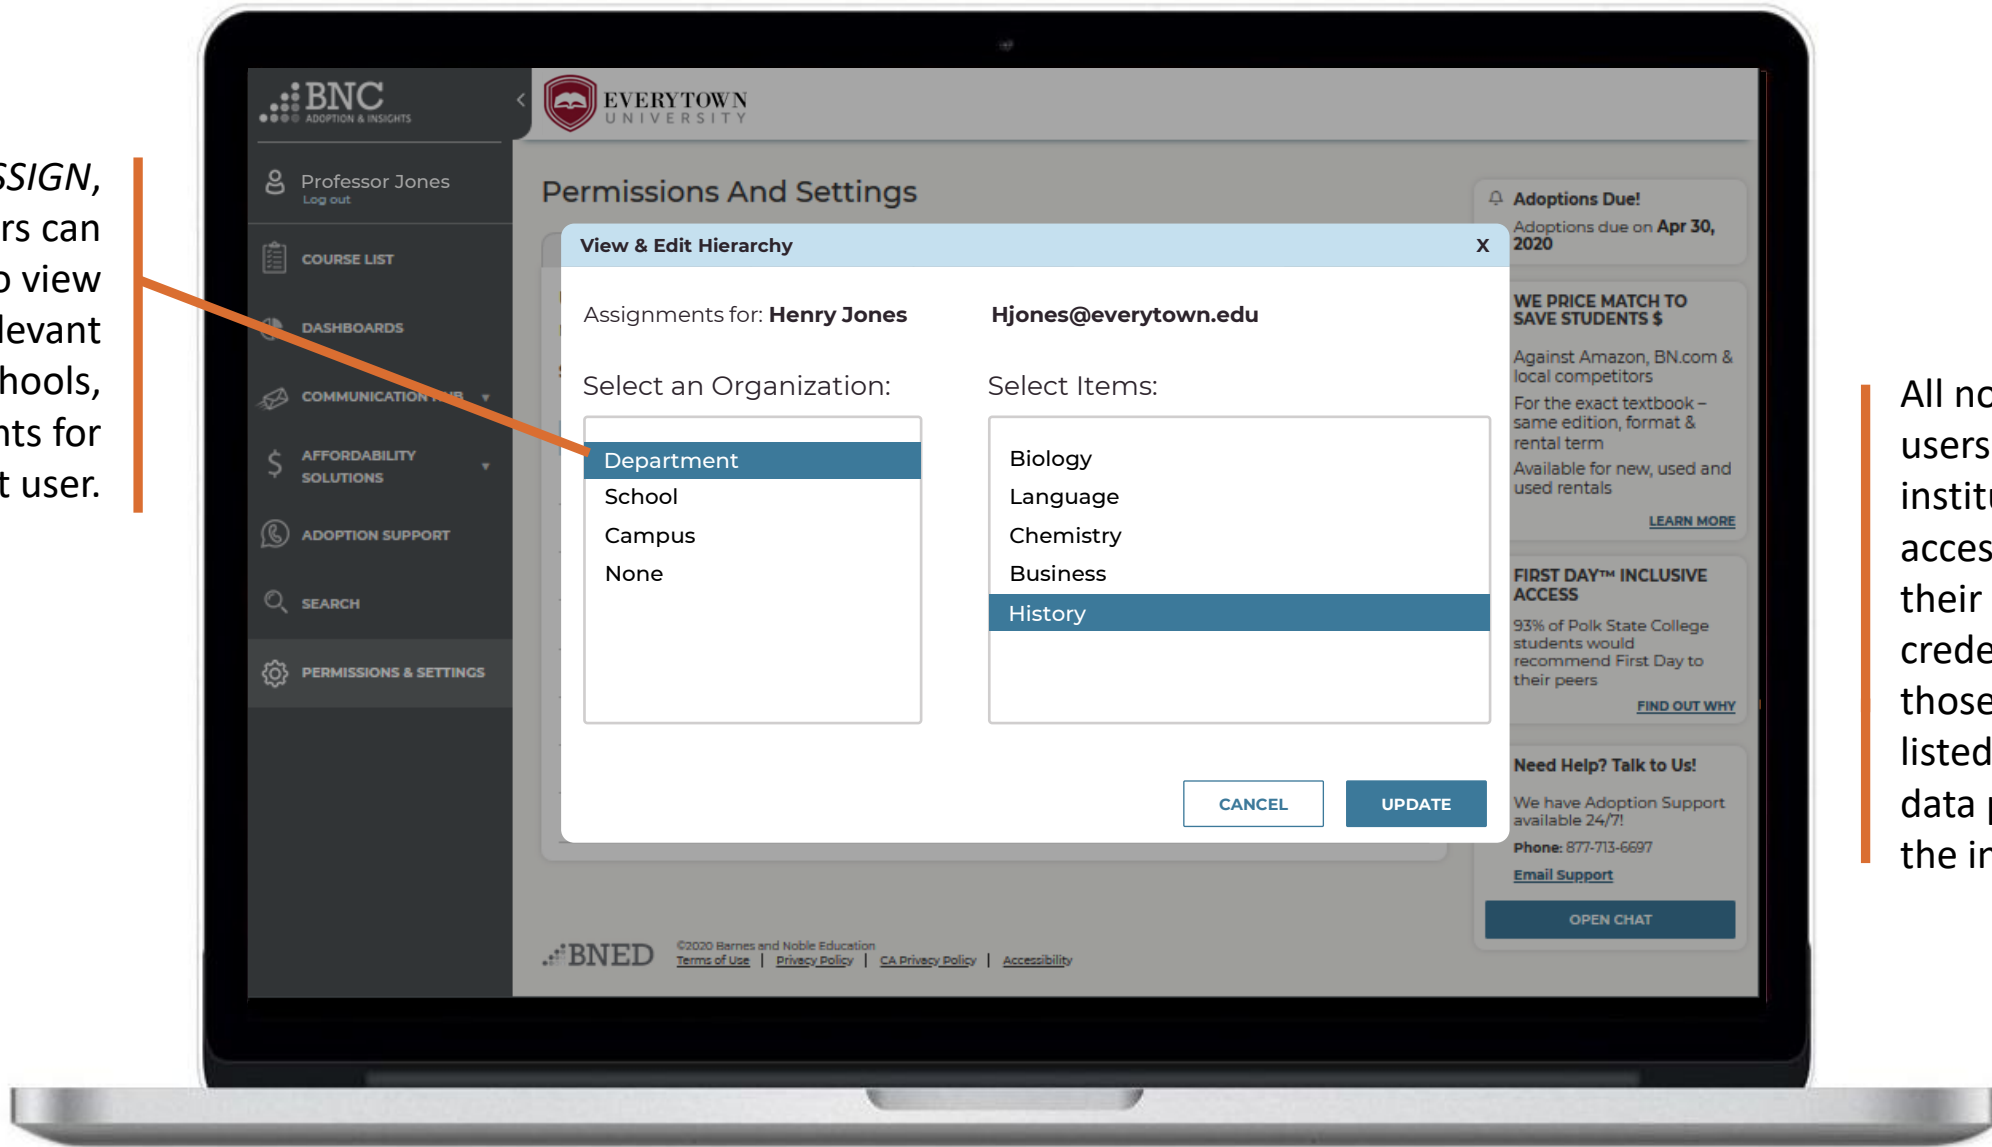 SSIGN,
rs can
o view
levant
hools,
nts for
t user.
BNC
ADOPTION & INSIGHTS
<
EVERYTOWN
UNIVERSITY
Professor Jones
Log out
COURSE LIST
DASHBOARDS
COMMUNICATION HUB
AFFORDABILITY
SOLUTIONS
ADOPTION SUPPORT
SEARCH
PERMISSIONS & SETTINGS
Permissions And Settings
View & Edit Hierarchy X
Assignments for: Henry Jones Hjones@everytown.edu
Select an Organization:
Department
School
Campus
None
Select Items:
Biology
Language
Chemistry
Business
History
CANCEL UPDATE
Adoptions Due!
Adoptions due on Apr 30,
2020
WE PRICE MATCH TO
SAVE STUDENTS $
Against Amazon, BN.com &
local competitors
For the exact textbook –
same edition, format &
rental term
Available for new, used and
used rentals
LEARN MORE
FIRST DAY™ INCLUSIVE
ACCESS
93% of Polk State College
students would
recommend First Day to
their peers
FIND OUT WHY
Need Help? Talk to Us!
We have Adoption Support
available 24/7!
Phone: 877-713-6697
Email Support
OPEN CHAT
BNED
©2020 Barnes and Noble Education
Terms of Use | Privacy Policy | CA Privacy Policy | Accessibility
All no
users
institu
acces
their
crede
those
listed
data p
the in